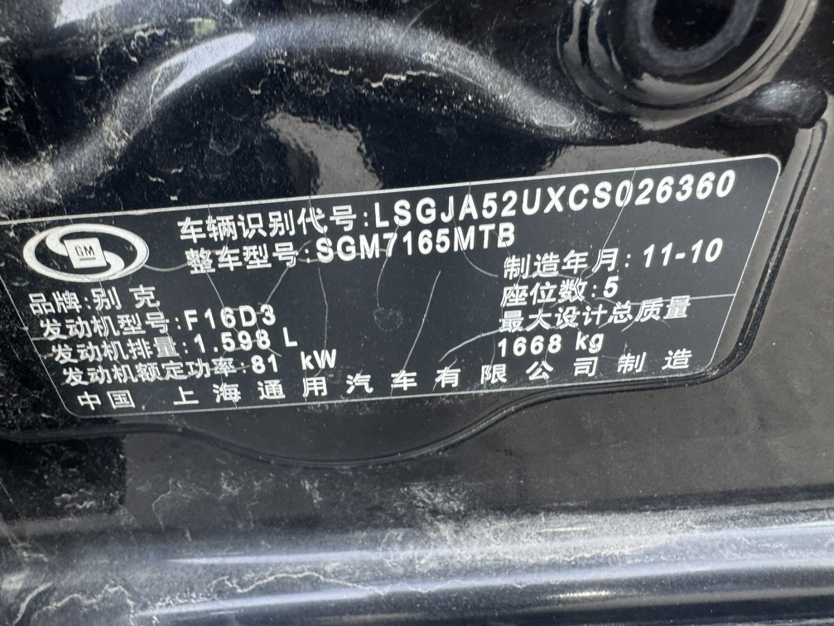 GM
车辆识别代号:LSGJA52UXCS026360
整车型号:SGM7165MTB
制造年月: 11-10
品牌:别克
座位数:5
发动机型号:F16D3
最大设计总质量
发动机排量:1.598 L
1668 kg
发动机额定功率:81 kW
中国 上海通用汽车有限公司制造